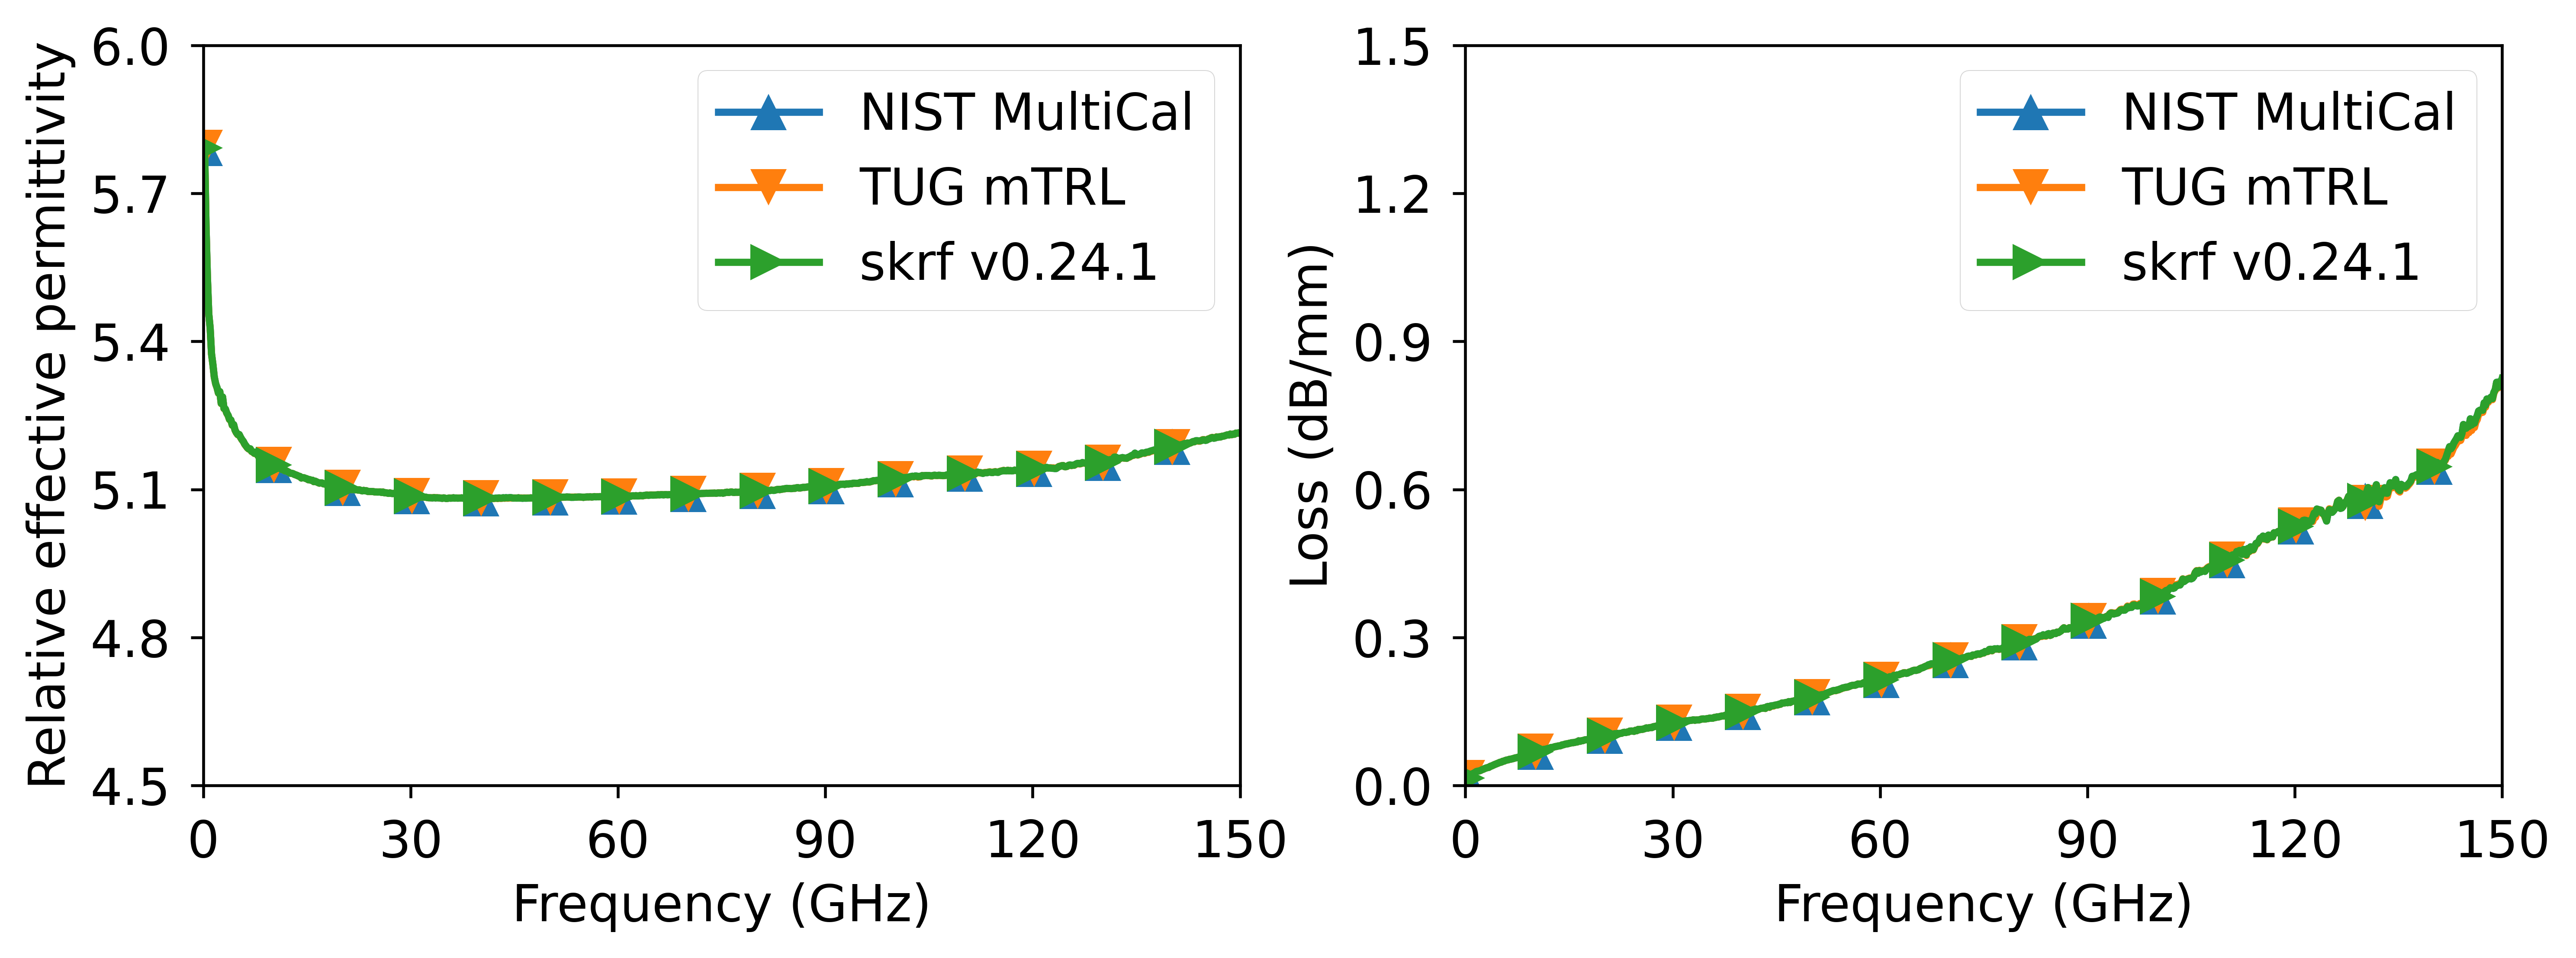 Relative effective permittivity
6.0
5.7
5.4
5.1
4.8
4.5
NIST MultiCal
TUG mTRL
skrf v0.24.1
0 30 60 90 120 150
Frequency (GHz)
Loss (dB/mm)
1.5
1.2
0.9
0.6
0.3
0.0
NIST MultiCal
TUG mTRL
skrf v0.24.1
0 30 60 90 120 150
Frequency (GHz)